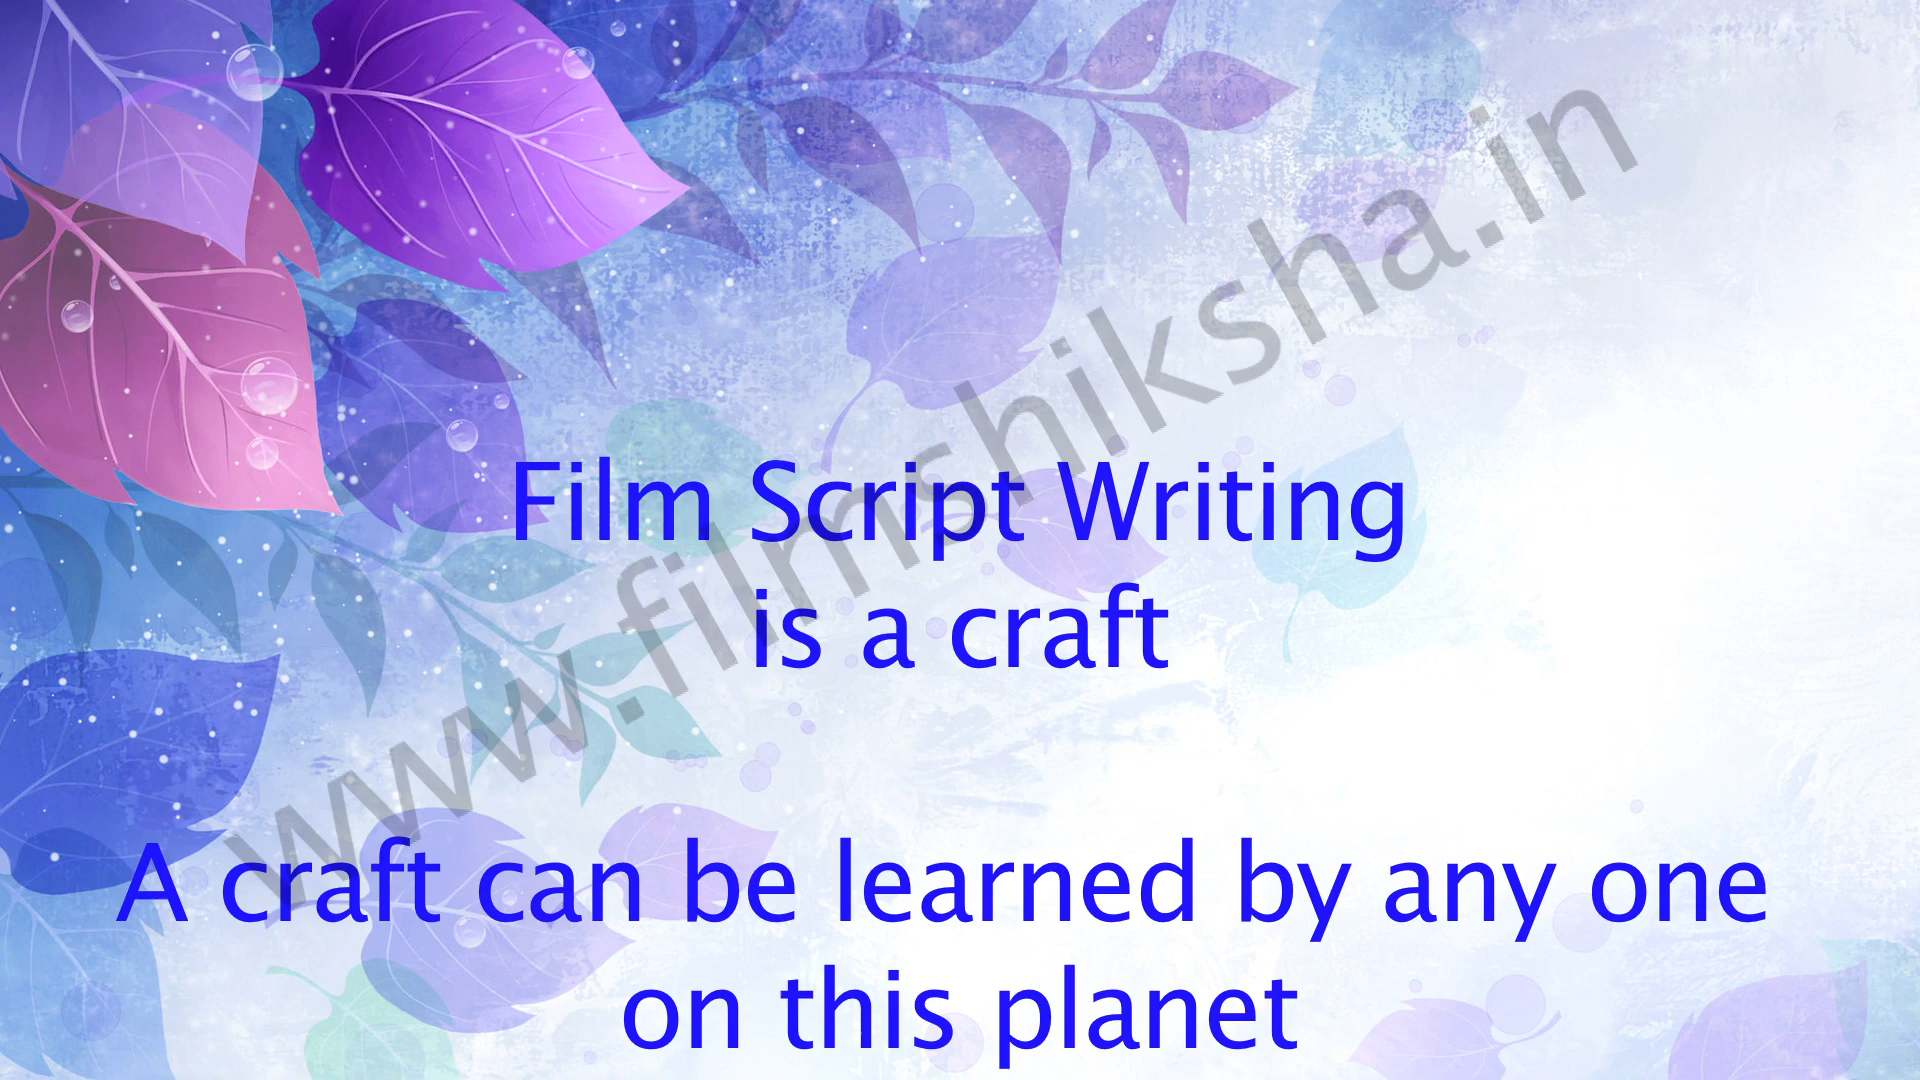 www.filmshiksha.in
Film Script Writing
is a craft
A craft can be learned by any one
on this planet